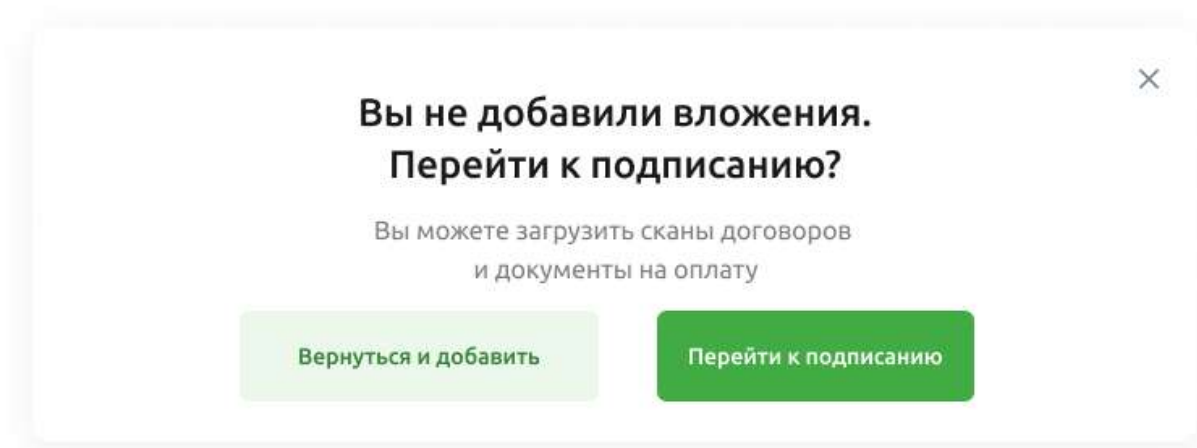 Вы не добавили вложения.
Перейти к подписанию?
Вы можете загрузить сканы договоров
и документы на оплату
Вернуться и добавить
Перейти к подписанию